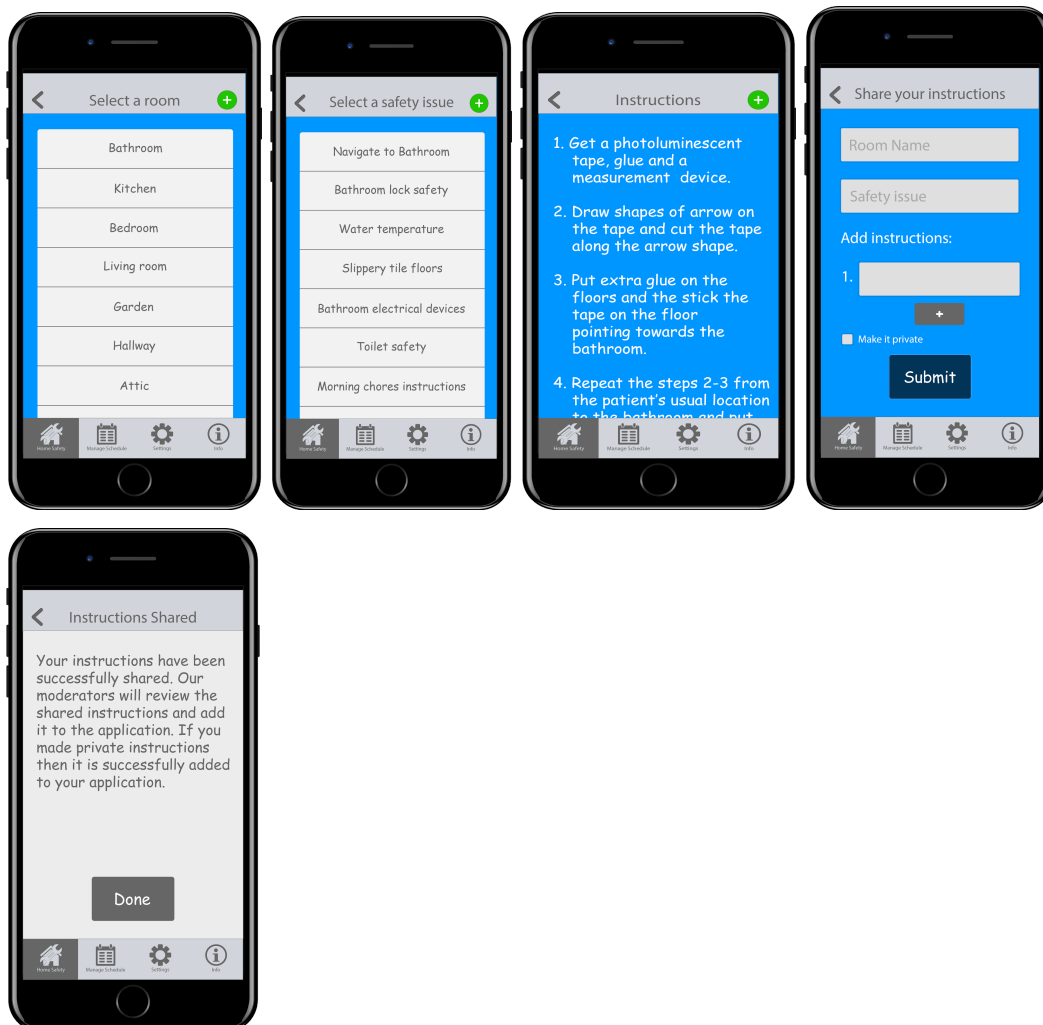 Select a room
+
Bathroom
Kitchen
Bedroom
Living room
Garden
Hallway
Attic
Home Safety
Manage Schedule
Settings
Info
Select a safety issue
+
Navigate to Bathroom
Bathroom lock safety
Water temperature
Slippery tile floors
Bathroom electrical devices
Toilet safety
Morning chores instructions
Home Safety
Manage Schedule
Settings
Info
Instructions
+
1. Get a photoluminescent
tape, glue and a
measurement device.
2. Draw shapes of arrow on
the tape and cut the tape
along the arrow shape.
3. Put extra glue on the
floors and the stick the
tape on the floor
pointing towards the
bathroom.
4. Repeat the steps 2-3 from
the patient's usual location
to the bathroom and put
Home Safety
Manage Schedule
Settings
Info
Share your instructions
Room Name
Safety issue
Add instructions:
1.
+
Make it private
Submit
Home Safety
Manage Schedule
Settings
Info
Instructions Shared
Your instructions have been
successfully shared. Our
moderators will review the
shared instructions and add
it to the application. If you
made private instructions
then it is successfully added
to your application.
Done
Home Safety
Manage Schedule
Settings
Info